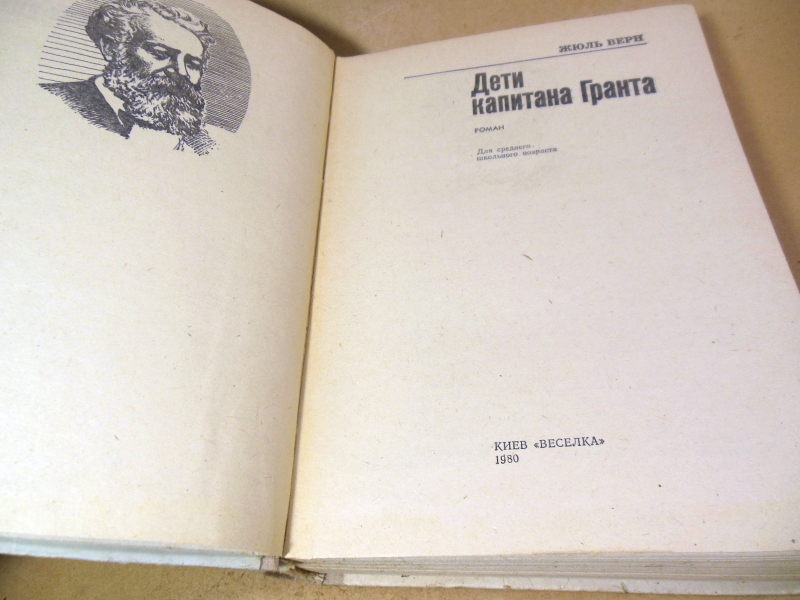 ЖЮЛЬ ВЕРН
Дети
капитана Гранта
РОМАН
Для среднего
школьного возраста
КИЕВ «ВЕСЕЛКА»
1980